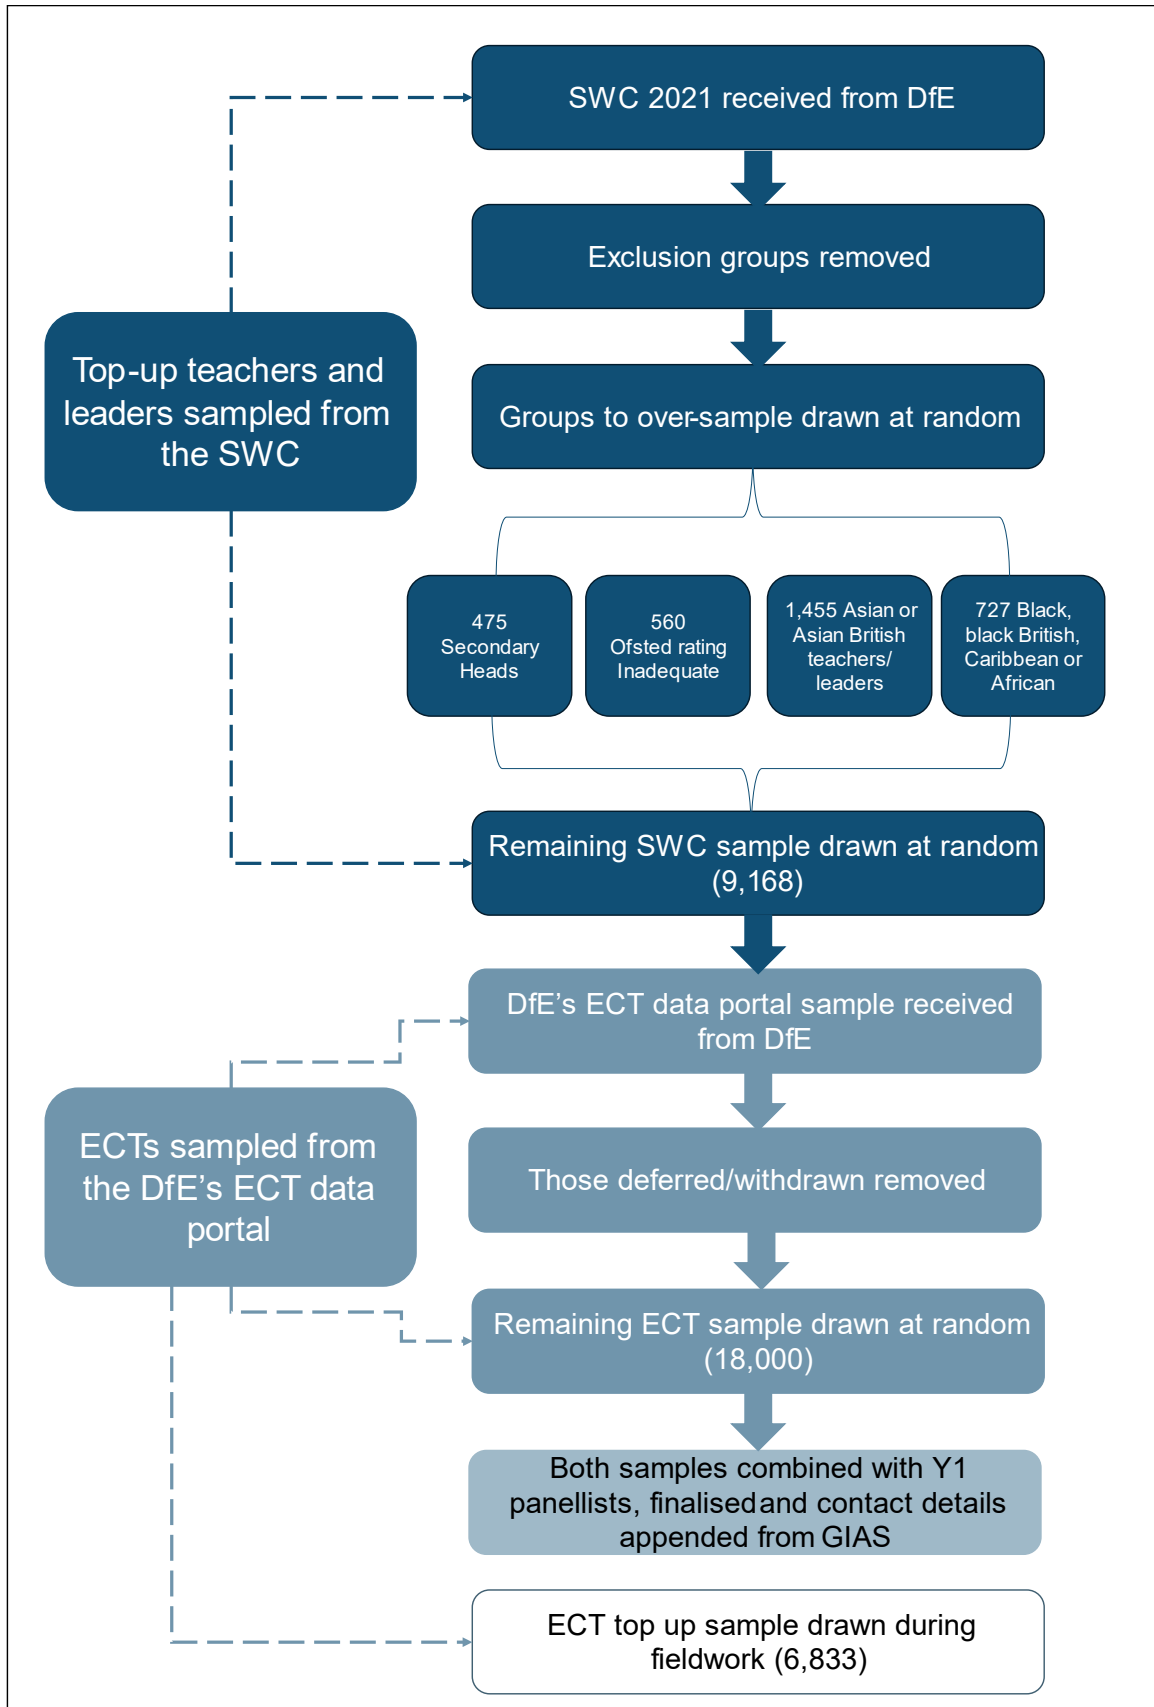 SWC 2021 received from DfE
Exclusion groups removed
Top-up teachers and
leaders sampled from
the SWC
Groups to over-sample drawn at random
475
Secondary
Heads
560
Ofsted rating
Inadequate
1,455 Asian or
Asian British
teachers/
leaders
727 Black,
black British,
Caribbean or
African
Remaining SWC sample drawn at random
(9,168)
DfE’s ECT data portal sample received
from DfE
ECTs sampled from
the DfE’s ECT data
portal
Those deferred/withdrawn removed
Remaining ECT sample drawn at random
(18,000)
Both samples combined with Y1
panellists, finalised and contact details
appended from GIAS
ECT top up sample drawn during
fieldwork (6,833)